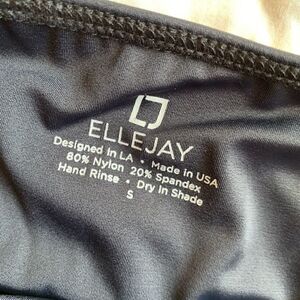 ELLEJAY
Designed in LA • Made in USA
80% Nylon 20% Spandex
Hand Rinse • Dry In Shade
S